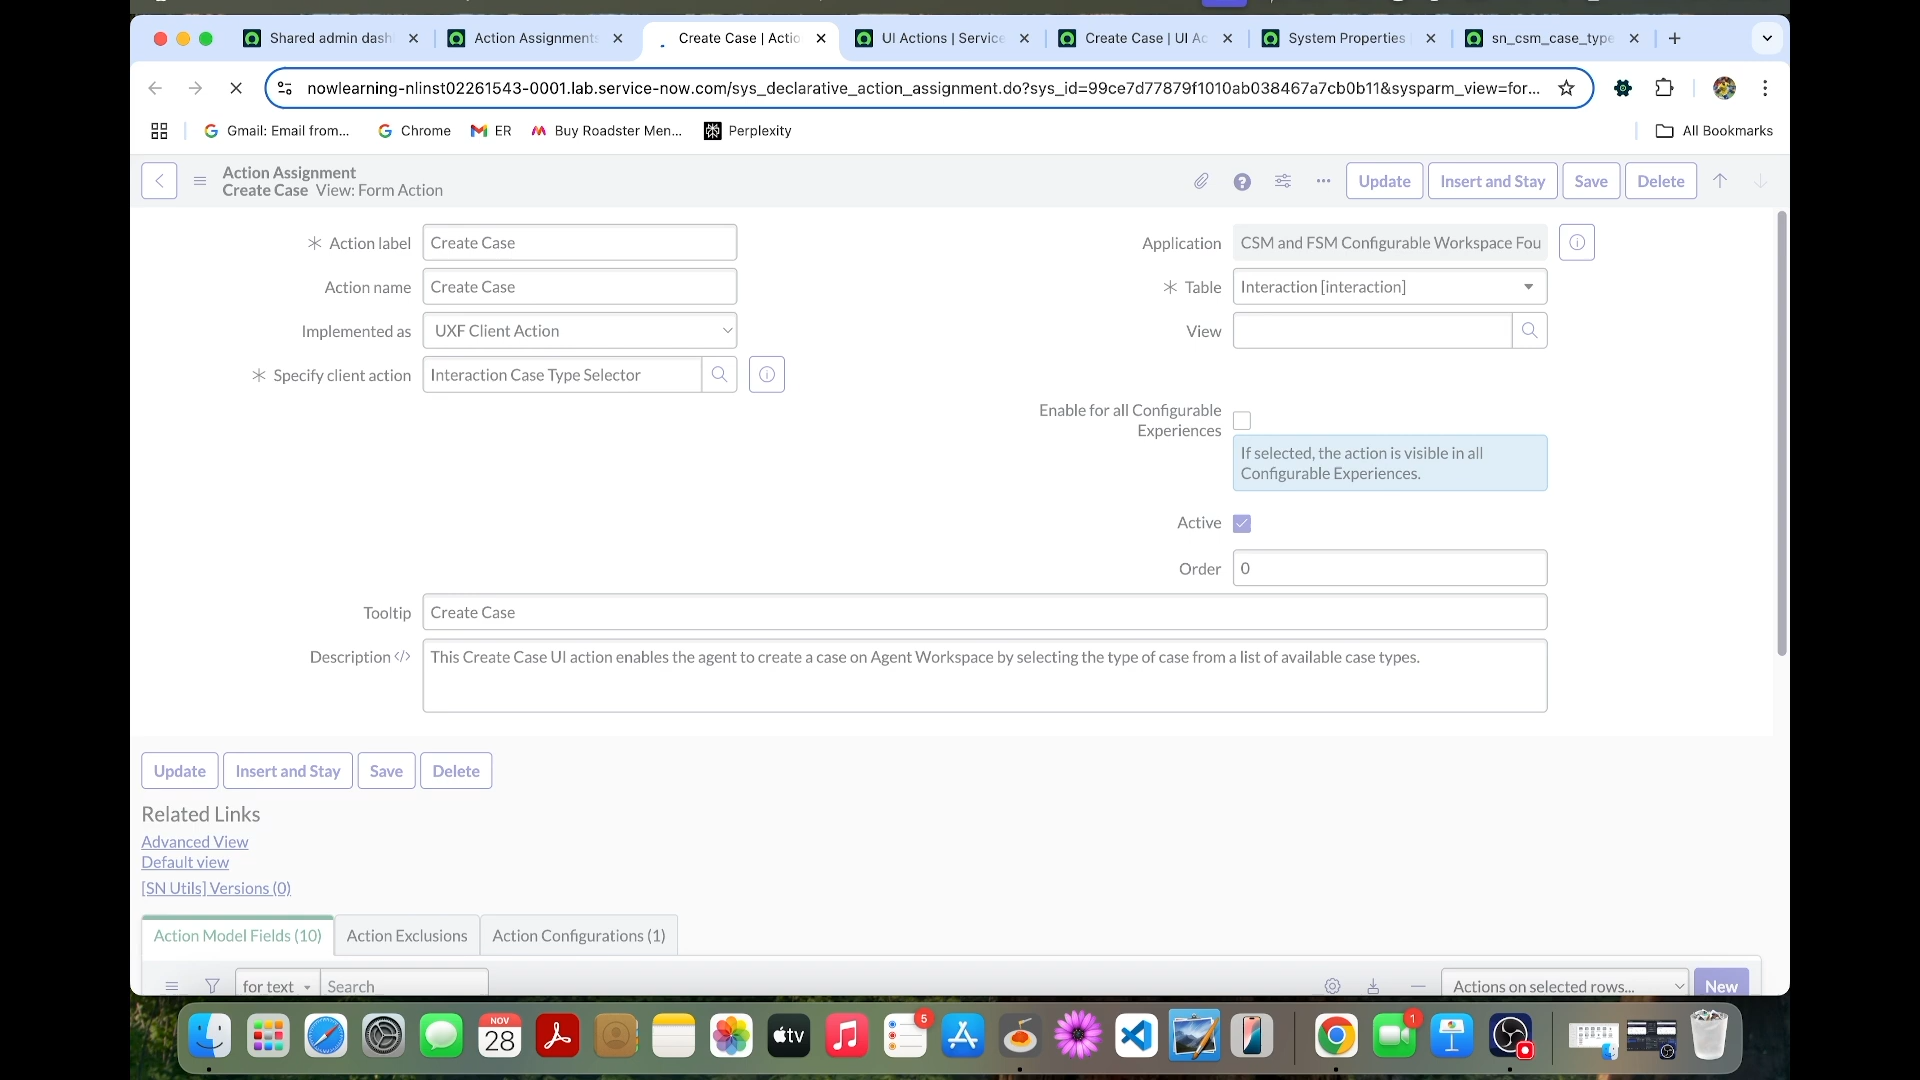 Shared admin dash
Action Assignments
Create Case | Actio
UI Actions | Service
Create Case | UI Ac
System Properties
sn_csm_case_type
nowlearning-nlinst02261543-0001.lab.service-now.com/sys_declarative_action_assignment.do?sys_id=99ce7d77879f1010ab038467a7cb0b11&sysparm_view=for...
Gmail: Email from...
Chrome
ER
Buy Roadster Men...
Perplexity
All Bookmarks
Action Assignment
Create Case View: Form Action
Update
Insert and Stay
Save
Delete
Action label
Create Case
Application
CSM and FSM Configurable Workspace Fou
Action name
Create Case
Table
Interaction [interaction]
Implemented as
UXF Client Action
View
Specify client action
Interaction Case Type Selector
Enable for all Configurable
Experiences
If selected, the action is visible in all
Configurable Experiences.
Active
Order
0
Tooltip
Create Case
Description
This Create Case UI action enables the agent to create a case on Agent Workspace by selecting the type of case from a list of available case types.
Update
Insert and Stay
Save
Delete
Related Links
Advanced View
Default view
[SN Utils] Versions (0)
Action Model Fields (10)
Action Exclusions
Action Configurations (1)
for text
Search
Actions on selected rows...
New
NOV
28
tv
5
1